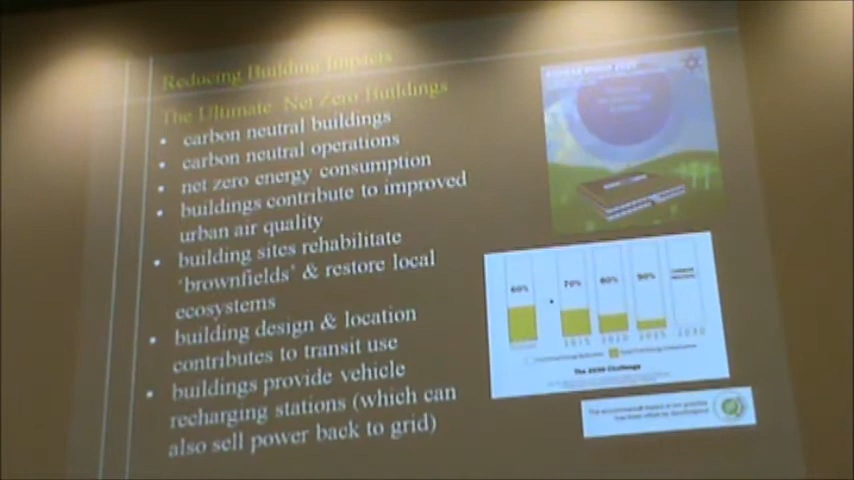 Reducing Building Impacts
The Ultimate Net Zero Buildings
• carbon neutral buildings
• carbon neutral operations
• net zero energy consumption
• buildings contribute to improved
urban air quality
• building sites rehabilitate
‘brownfields’ & restore local
ecosystems
• building design & location
contributes to transit use
• buildings provide vehicle
recharging stations (which can
also sell power back to grid)
60% 70% 80% 90%
2015 2020 2025 2030
The 2030 Challenge